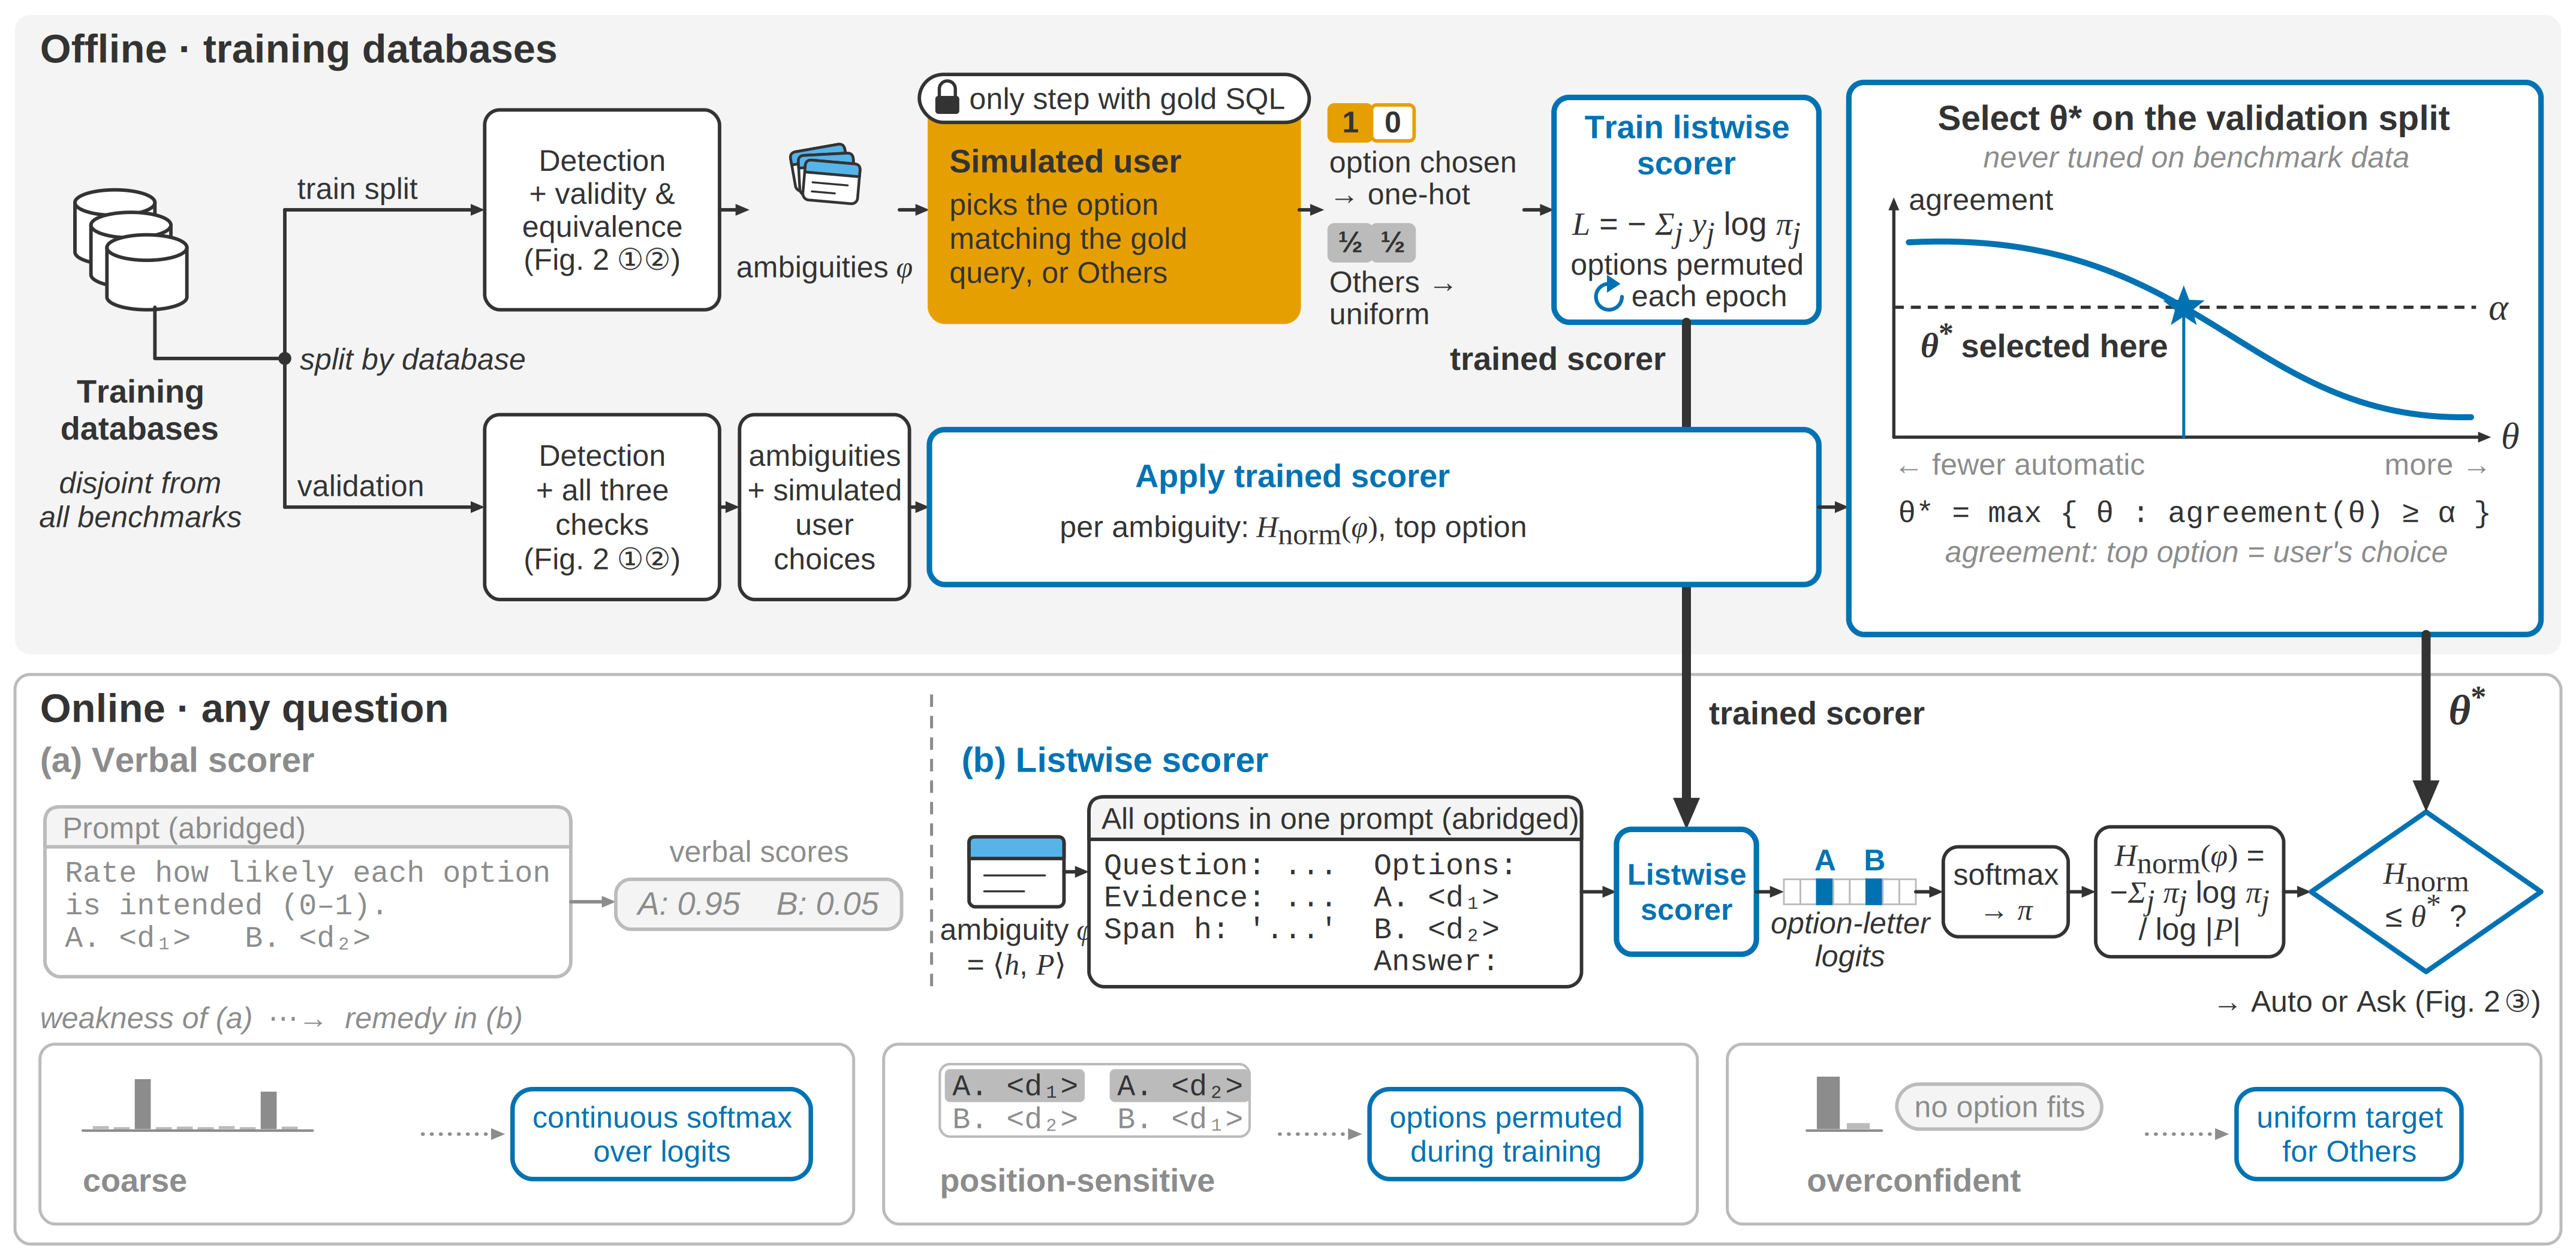 Offline · training databases
Training
databases
disjoint from
all benchmarks
train split
split by database
validation
Detection
+ validity &
equivalence
(Fig. 2 ①②)
ambiguities φ
only step with gold SQL
Simulated user
picks the option
matching the gold
query, or Others
1 0
option chosen
→ one-hot
½ ½
Others →
uniform
Train listwise
scorer
L = − Σj yj log πj
options permuted
each epoch
trained scorer
Detection
+ all three
checks
(Fig. 2 ①②)
ambiguities
+ simulated
user
choices
Apply trained scorer
per ambiguity: Hnorm(φ), top option
Select θ* on the validation split
never tuned on benchmark data
agreement
α
θ* selected here
θ
← fewer automatic more →
θ* = max { θ : agreement(θ) ≥ α }
agreement: top option = user's choice
Online · any question
(a) Verbal scorer
Prompt (abridged)
Rate how likely each option
is intended (0–1).
A. <d₁> B. <d₂>
verbal scores
A: 0.95 B: 0.05
(b) Listwise scorer
trained scorer
θ*
ambiguity φ
= ⟨h, P⟩
All options in one prompt (abridged)
Question: ... Options:
Evidence: ... A. <d₁>
Span h: '...' B. <d₂>
Answer:
Listwise
scorer
A B
option-letter
logits
softmax
→ π
Hnorm(φ) =
−Σj πj log πj
/ log |P|
Hnorm
≤ θ* ?
→ Auto or Ask (Fig. 2 ③)
weakness of (a) ···→ remedy in (b)
coarse
continuous softmax
over logits
A. <d₁> A. <d₂>
B. <d₂> B. <d₁>
position-sensitive
options permuted
during training
no option fits
overconfident
uniform target
for Others